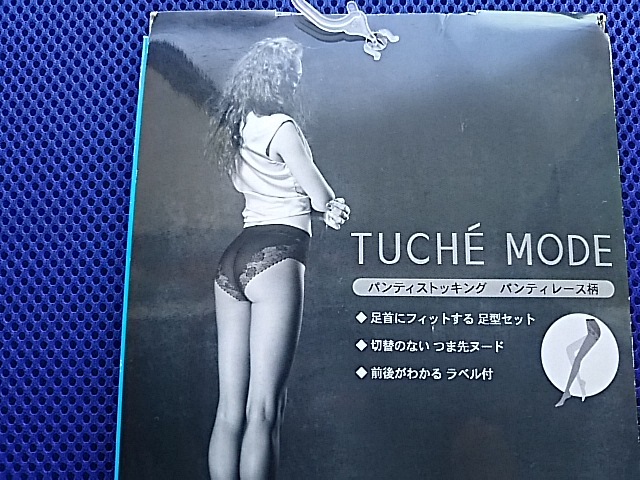 TUCHÉ MODE
パンティストッキング パンティレース柄
◆ 足首にフィットする 足型セット
◆ 切替のない つま先ヌード
◆ 前後がわかる ラベル付